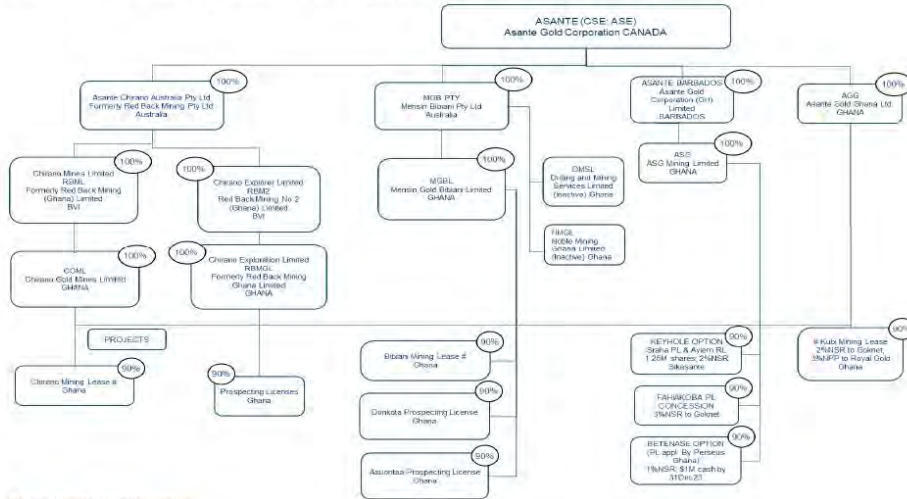 ASANTE (CSE: ASE)
Asante Gold Corporation CANADA
100%
Asante Chirano Australia Pty Ltd
Formerly Red Back Mining Pty Ltd
Australia
100%
MGB PTY
Mensin Bibiani Pty Ltd
Australia
100%
ASANTE BARBADOS
Asante Gold
Corporation (GH)
Limited
BARBADOS
100%
AGG
Asante Gold Ghana Ltd.
GHANA
100%
Chirano Mines Limited
RBML
Formerly Red Back Mining
(Ghana) Limited
BVI
100%
Chirano Explorer Limited
RBM2
Red Back Mining No 2
(Ghana) Limited
BVI
100%
MGBL
Mensin Gold Bibiani Limited
GHANA
DMSL
Drilling and Mining
Services Limited
(Inactive) Ghana
100%
ASG
ASG Mining Limited
GHANA
NMGL
Noble Mining
Ghana Limited
(Inactive) Ghana
100%
CGML
Chirano Gold Mines Limited
GHANA
100%
Chirano Exploration Limited
RBMGL
Formerly Red Back Mining
Ghana Limited
GHANA
PROJECTS
90%
Chirano Mining Lease #
Ghana
90%
Prospecting Licenses
Ghana
90%
Bibiani Mining Lease #
Ghana
90%
Donkota Prospecting License
Ghana
90%
Asuontaa Prospecting License
Ghana
90%
KEYHOLE OPTION
Sraha PL & Ayiem RL
1.25M shares; 2%NSR
Sikasante
90%
FAHIAKOBA PL
CONCESSION
3%NSR to Goknet
90%
BETENASE OPTION
(PL appl. By Perseus
Ghana)
1%NSR; $1M cash by
31Dec23
90%
# Kubi Mining Lease
2%NSR to Goknet;
3%NPP to Royal Gold
Ghana